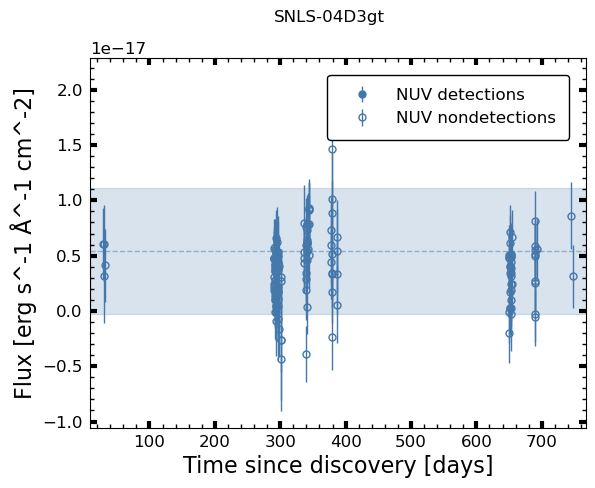 SNLS-04D3gt
1e−17
NUV detections
NUV nondetections
2.0
1.5
1.0
0.5
0.0
−0.5
−1.0
Flux [erg s^-1 Å^-1 cm^-2]
100 200 300 400 500 600 700
Time since discovery [days]